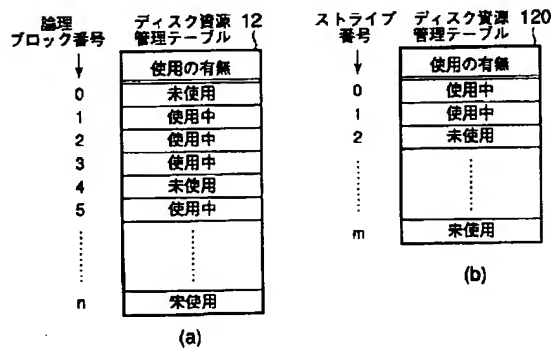 論理
ブロック番号
ディスク資源 12
管理テーブル
使用の有無
0 未使用
1 使用中
2 使用中
3 使用中
4 未使用
5 使用中
n 未使用
(a)
ストライプ
番号
ディスク資源 120
管理テーブル
使用の有無
0 使用中
1 使用中
2 未使用
m 未使用
(b)